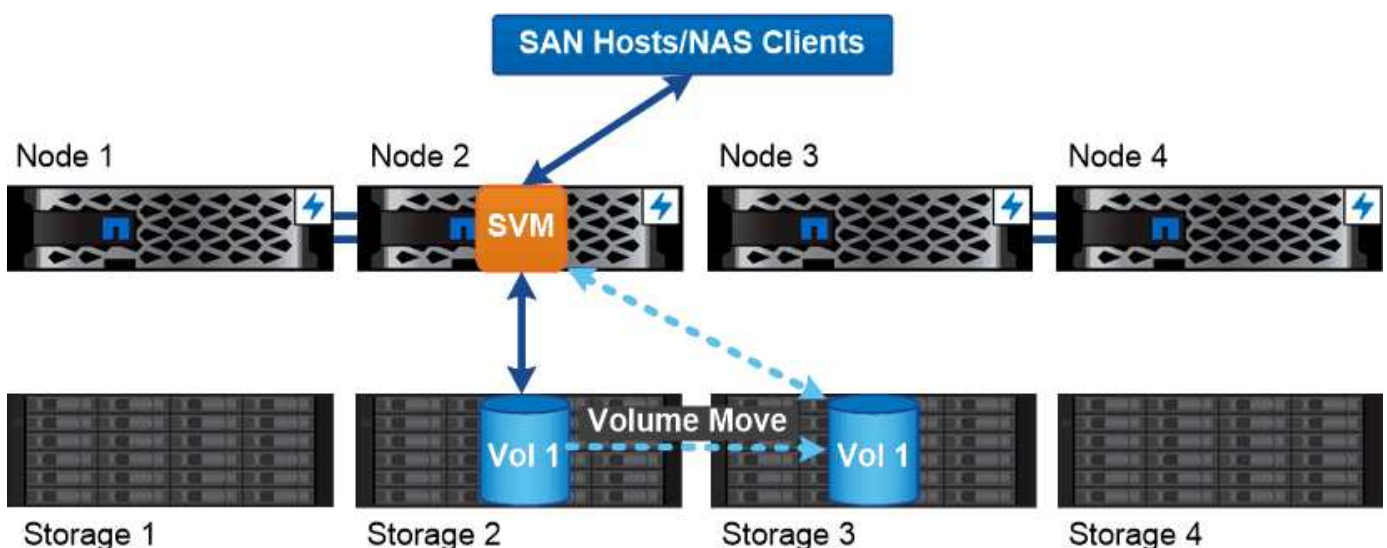 SAN Hosts/NAS Clients
Node 1
Node 2
Node 3
Node 4
SVM
Volume Move
Vol 1
Vol 1
Storage 1
Storage 2
Storage 3
Storage 4